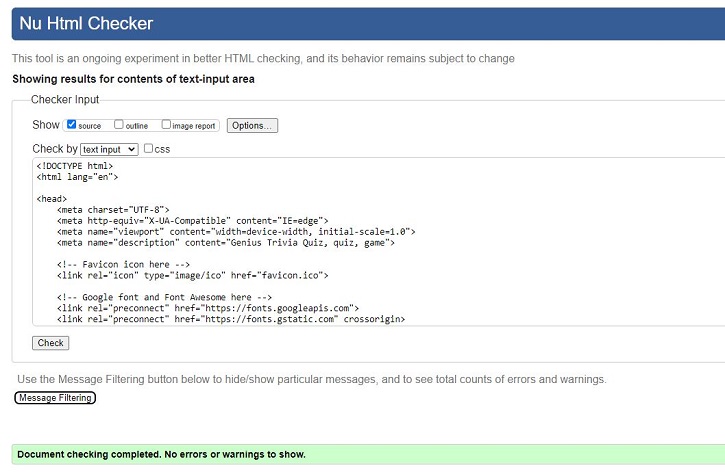 Nu Html Checker
This tool is an ongoing experiment in better HTML checking, and its behavior remains subject to change
Showing results for contents of text-input area
Checker Input
Show source outline image report Options...
Check by text input css
<!DOCTYPE html>
<html lang="en">
<head>
<meta charset="UTF-8">
<meta http-equiv="X-UA-Compatible" content="IE=edge">
<meta name="viewport" content="width=device-width, initial-scale=1.0">
<meta name="description" content="Genius Trivia Quiz, quiz, game">
<!-- Favicon icon here -->
<link rel="icon" type="image/ico" href="favicon.ico">
<!-- Google font and Font Awesome here -->
<link rel="preconnect" href="https://fonts.googleapis.com">
<link rel="preconnect" href="https://fonts.gstatic.com" crossorigin>
Check
Use the Message Filtering button below to hide/show particular messages, and to see total counts of errors and warnings.
Message Filtering
Document checking completed. No errors or warnings to show.